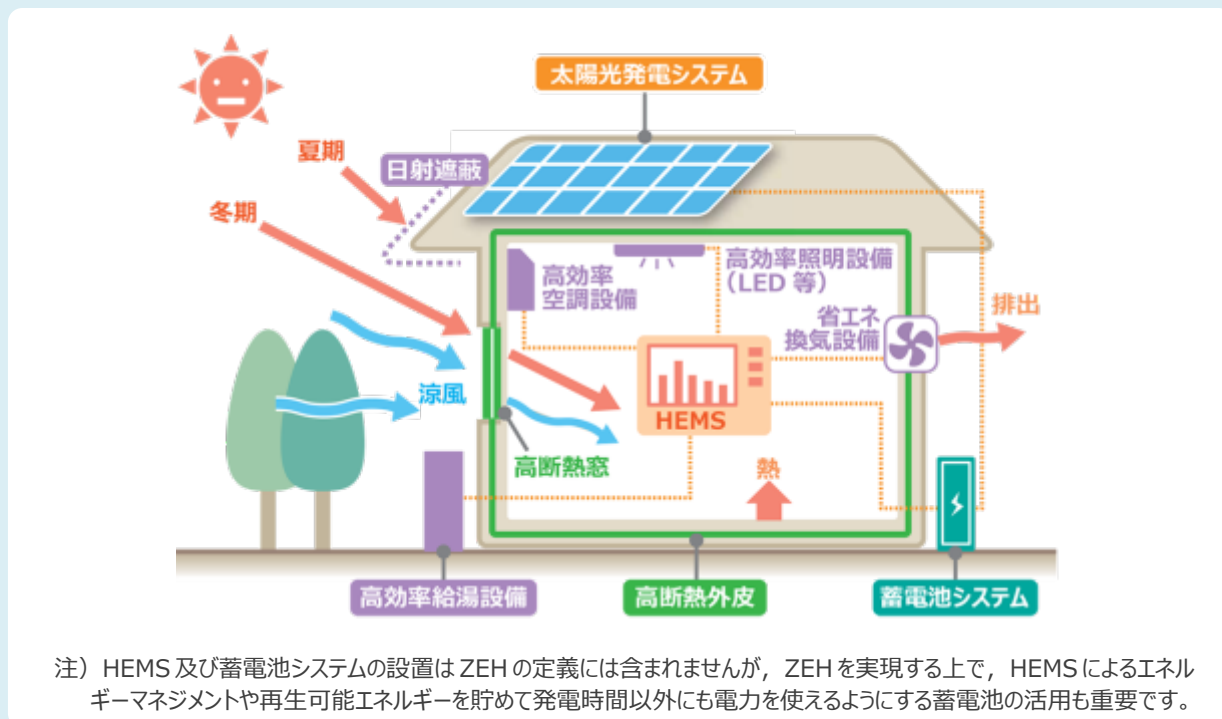 太陽光発電システム
夏期
日射遮蔽
冬期
高効率
空調設備
高効率照明設備
（LED 等）
省エネ
換気設備
排出
涼風
HEMS
高断熱窓
熱
高効率給湯設備
高断熱外皮
蓄電池システム
注）HEMS 及び蓄電池システムの設置は ZEH の定義には含まれませんが，ZEH を実現する上で，HEMS によるエネル
ギーマネジメントや再生可能エネルギーを貯めて発電時間以外にも電力を使えるようにする蓄電池の活用も重要です。